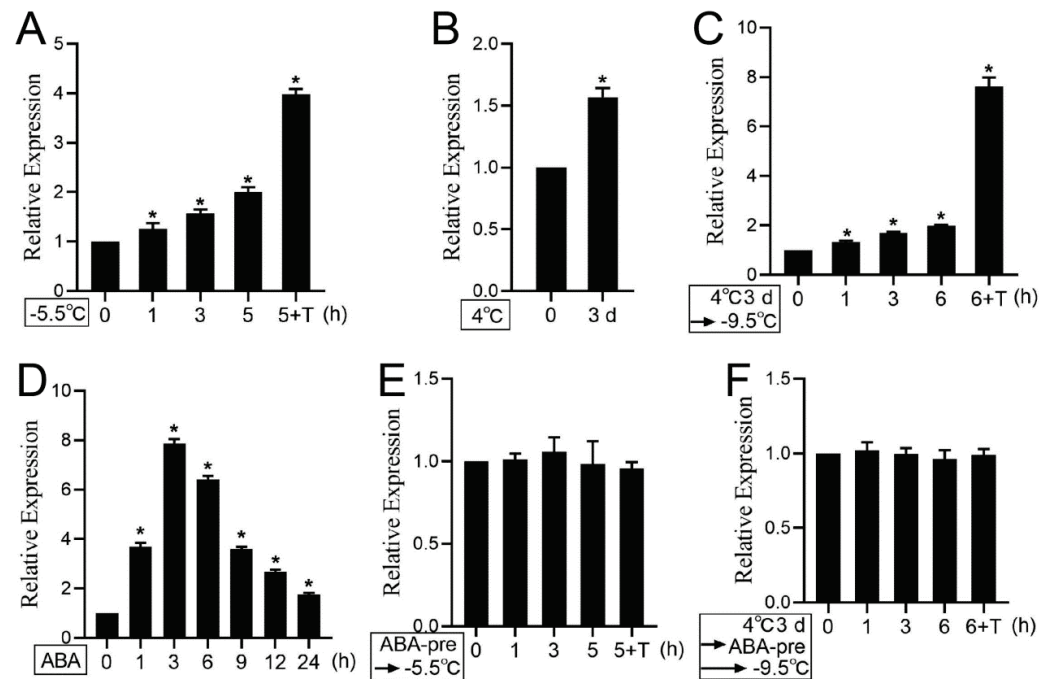 A
Relative Expression
5
4
3
2
1
0
* * * *
-5.5°C
0 1 3 5 5+T (h)
B
Relative Expression
2.0
1.5
1.0
0.5
0.0
*
4°C
0 3 d
C
Relative Expression
10
8
6
4
2
0
* * * *
4°C3 d
→ -9.5°C
0 1 3 6 6+T (h)
D
Relative Expression
10
8
6
4
2
0
* * * * * *
ABA
0 1 3 6 9 12 24 (h)
E
Relative Expression
1.5
1.0
0.5
0.0
ABA-pre
→ -5.5°C
0 1 3 5 5+T
F
Relative Expression
1.5
1.0
0.5
0.0
4°C3 d
→ ABA-pre
→ -9.5°C
0 1 3 6 6+T (h)